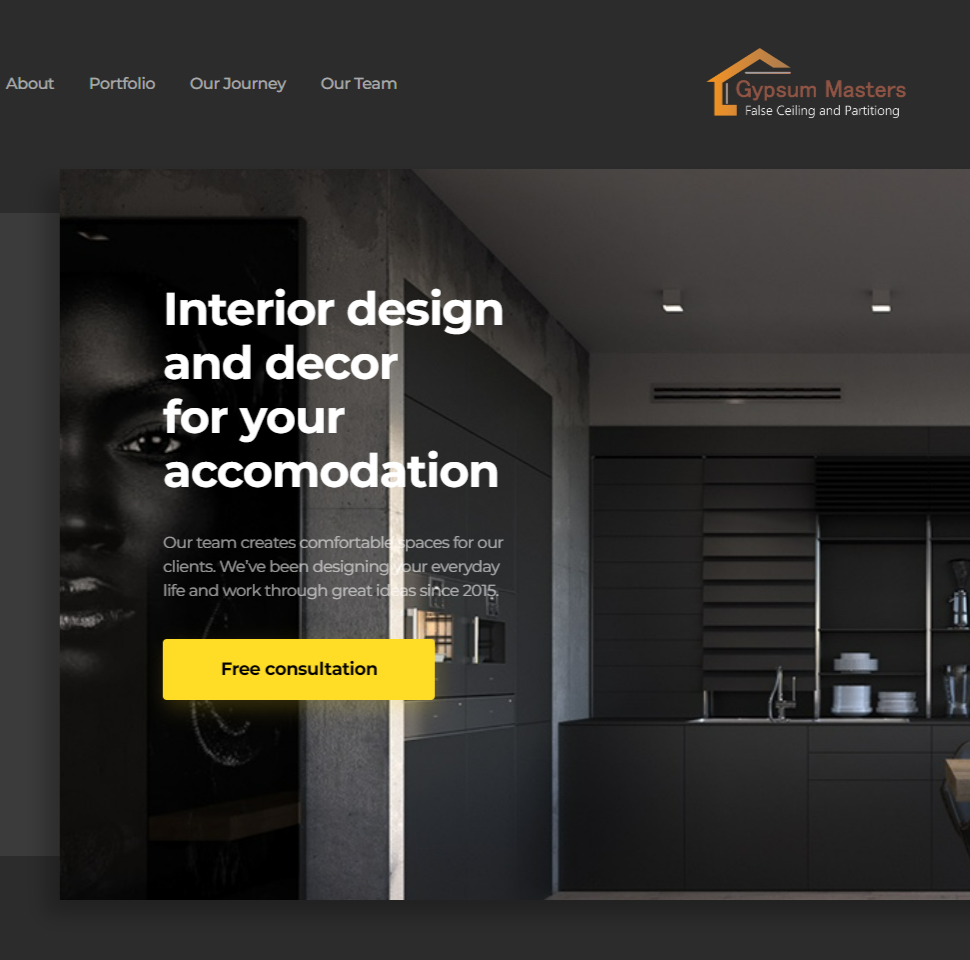 About Portfolio Our Journey Our Team
Gypsum Masters
False Ceiling and Partitiong
Interior design
and decor
for your
accomodation
Our team creates comfortable spaces for our
clients. We've been designing your everyday
life and work through great ideas since 2015.
Free consultation